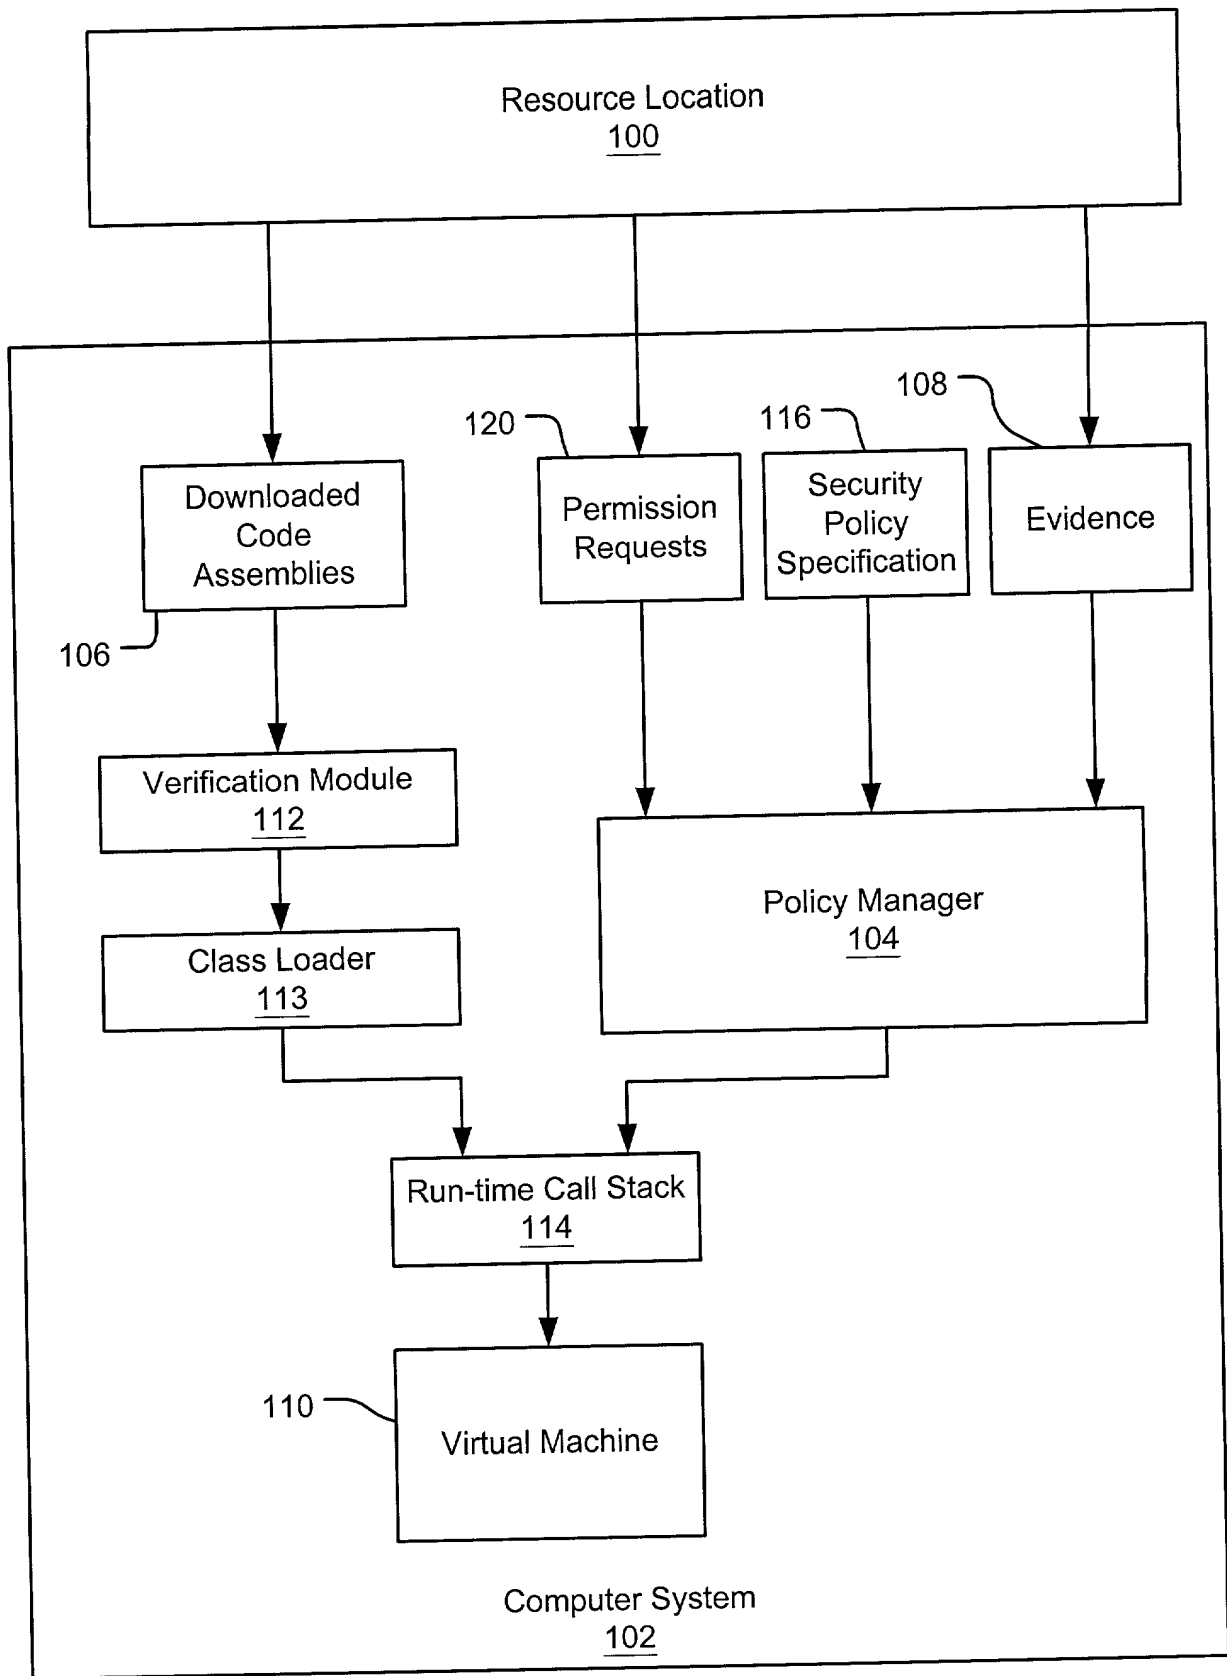 Resource Location
100
108
116
120
Downloaded
Code
Assemblies
Permission
Requests
Security
Policy
Specification
Evidence
106
Verification Module
112
Policy Manager
104
Class Loader
113
Run-time Call Stack
114
110
Virtual Machine
Computer System
102